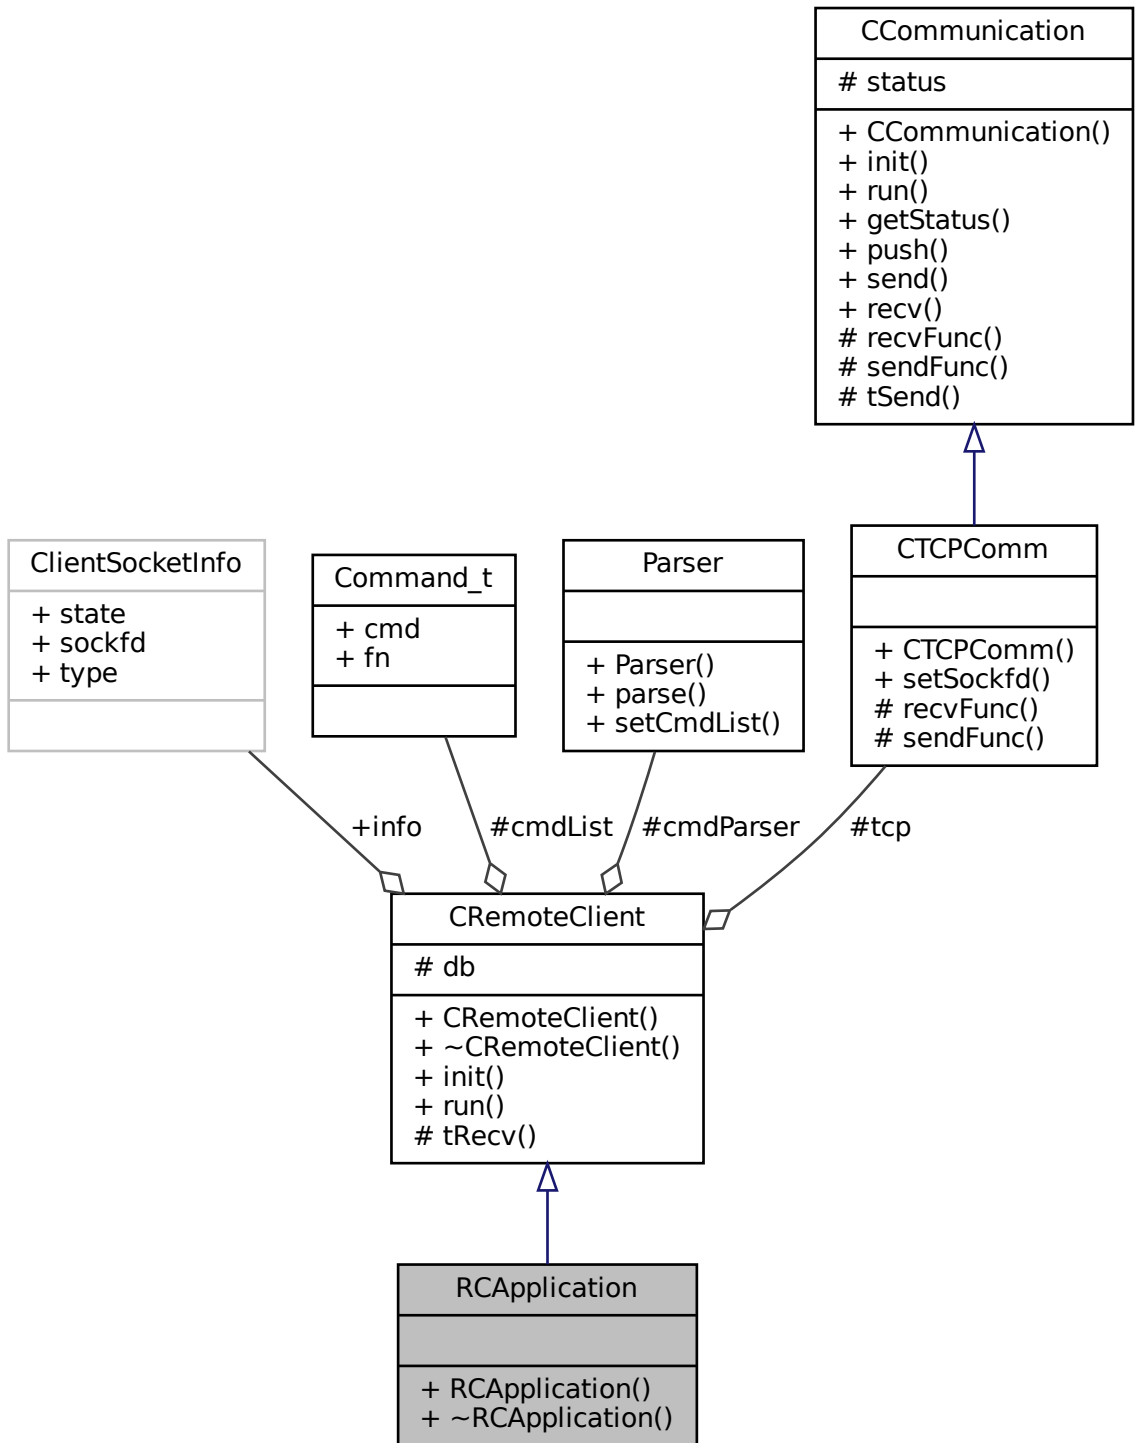 CCommunication
# status
+ CCommunication()
+ init()
+ run()
+ getStatus()
+ push()
+ send()
+ recv()
# recvFunc()
# sendFunc()
# tSend()
ClientSocketInfo
+ state
+ sockfd
+ type
Command_t
+ cmd
+ fn
Parser
+ Parser()
+ parse()
+ setCmdList()
CTCPComm
+ CTCPComm()
+ setSockfd()
# recvFunc()
# sendFunc()
+info
#cmdList
#cmdParser
#tcp
CRemoteClient
# db
+ CRemoteClient()
+ ~CRemoteClient()
+ init()
+ run()
# tRecv()
RCApplication
+ RCApplication()
+ ~RCApplication()